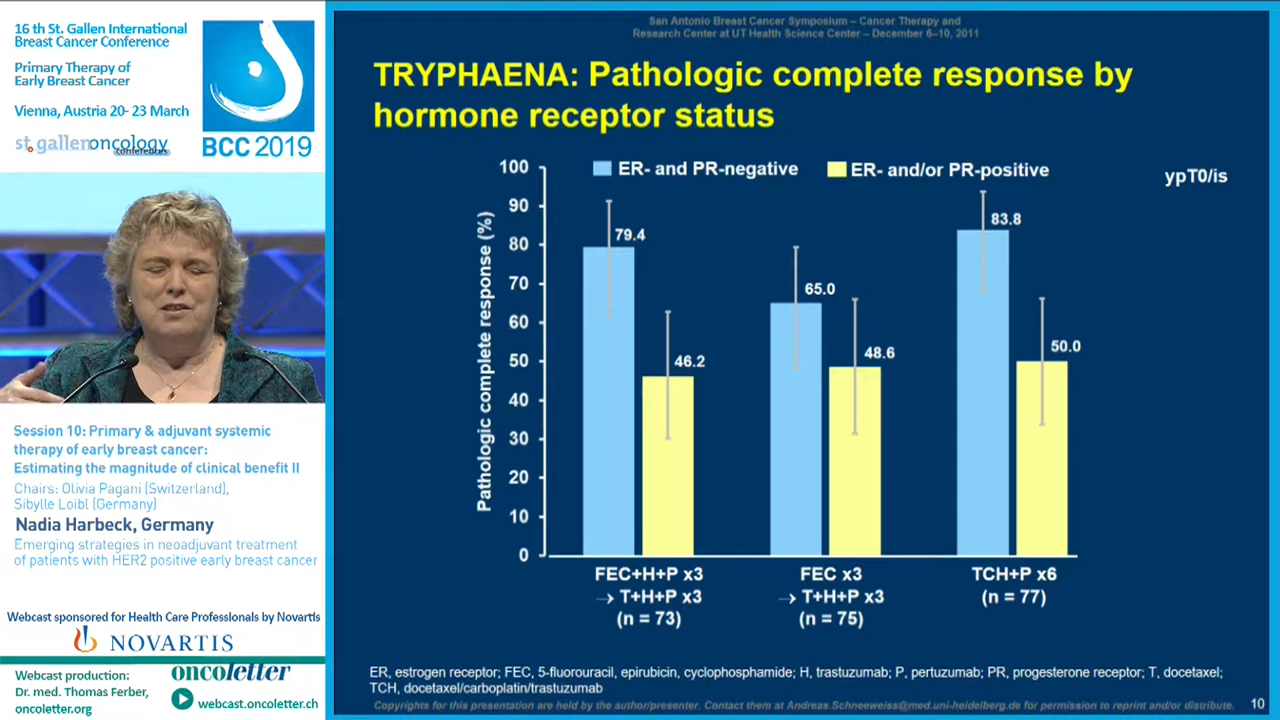 16 th St. Gallen International
Breast Cancer Conference
Primary Therapy of
Early Breast Cancer
Vienna, Austria 20- 23 March
st.gallenoncology
conferences
BCC 2019
Session 10: Primary & adjuvant systemic
therapy of early breast cancer:
Estimating the magnitude of clinical benefit II
Chairs: Olivia Pagani (Switzerland),
Sibylle Loibl (Germany)
Nadia Harbeck, Germany
Emerging strategies in neoadjuvant treatment
of patients with HER2 positive early breast cancer
Webcast sponsored for Health Care Professionals by Novartis
NOVARTIS
Webcast production:
Dr. med. Thomas Ferber,
oncoletter.org
oncoletter
webcast.oncoletter.ch
San Antonio Breast Cancer Symposium – Cancer Therapy and
Research Center at UT Health Science Center – December 6–10, 2011
TRYPHAENA: Pathologic complete response by
hormone receptor status
ER- and PR-negative
ER- and/or PR-positive
ypT0/is
Pathologic complete response (%)
100
90
80
70
60
50
40
30
20
10
0
79.4
46.2
65.0
48.6
83.8
50.0
FEC+H+P x3
→ T+H+P x3
(n = 73)
FEC x3
→ T+H+P x3
(n = 75)
TCH+P x6
(n = 77)
ER, estrogen receptor; FEC, 5-fluorouracil, epirubicin, cyclophosphamide; H, trastuzumab; P, pertuzumab; PR, progesterone receptor; T, docetaxel;
TCH, docetaxel/carboplatin/trastuzumab
Copyrights for this presentation are held by the author/presenter. Contact them at Andreas.Schneeweiss@med.uni-heidelberg.de for permission to reprint and/or distribute.
10